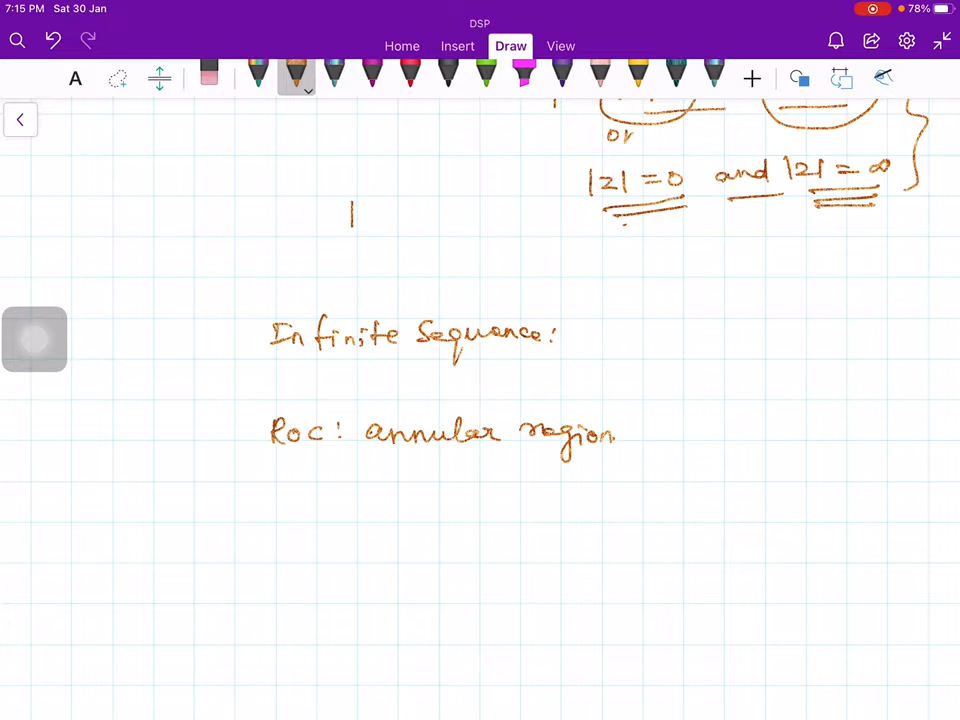 7:15 PM Sat 30 Jan
78%
DSP
Home Insert Draw View
A
or
|z| = 0 and |z| = ∞
|
Infinite Sequence:
ROC: annular region